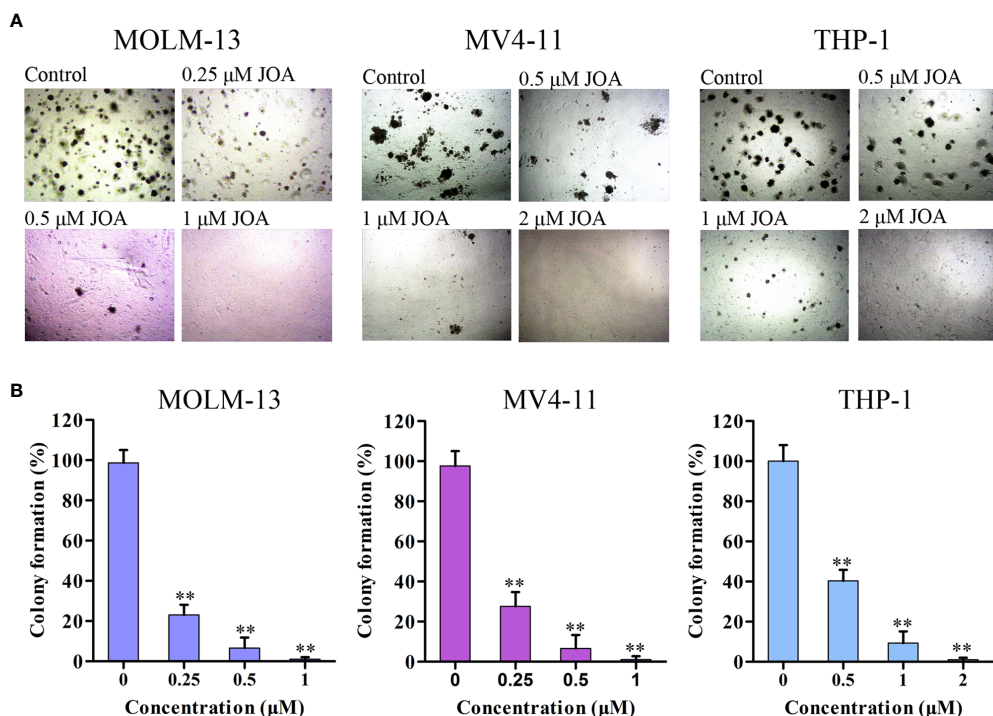 A
MOLM-13
MV4-11
THP-1
Control
0.25 μM JOA
Control
0.5 μM JOA
Control
0.5 μM JOA
0.5 μM JOA
1 μM JOA
1 μM JOA
2 μM JOA
1 μM JOA
2 μM JOA
B
MOLM-13
Colony formation (%)
120
100
80
60
40
20
0
**
**
**
0
0.25
0.5
1
Concentration (μM)
MV4-11
Colony formation (%)
120
100
80
60
40
20
0
**
**
**
0
0.25
0.5
1
Concentration (μM)
THP-1
Colony formation (%)
120
100
80
60
40
20
0
**
**
**
0
0.5
1
2
Concentration (μM)